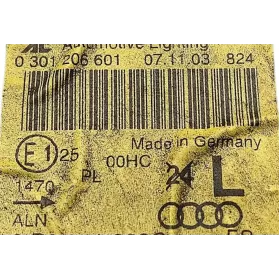 AL Automotive Lighting
0 301 206 601 07.11.03 824
Made in Germany
E1 25 00HC 24 L
PL
1470
ALN